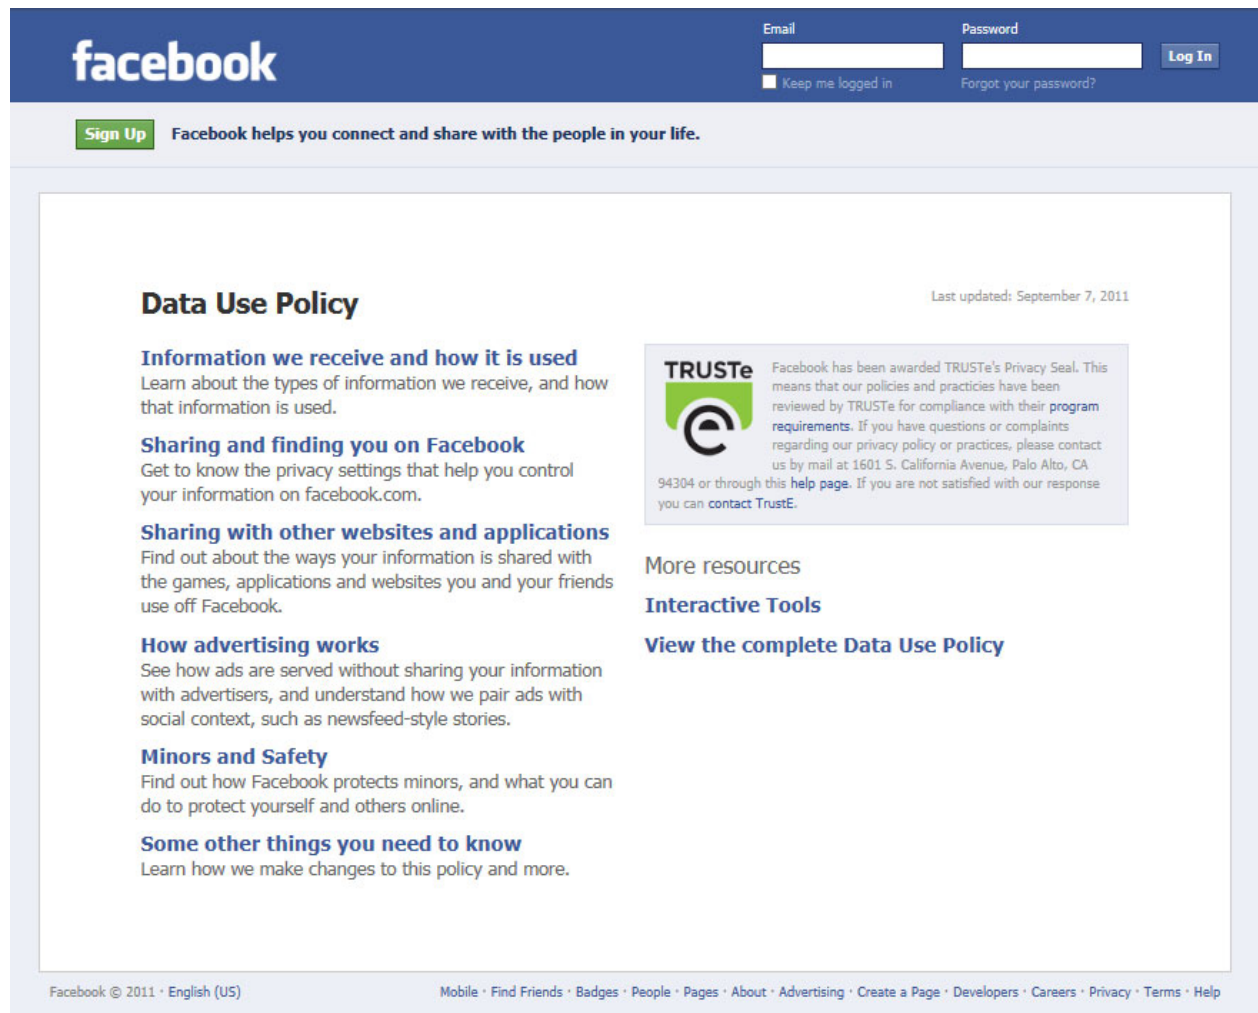 facebook
Email
Password
Log In
Keep me logged in
Forgot your password?
Sign Up
Facebook helps you connect and share with the people in your life.
Data Use Policy
Last updated: September 7, 2011
Information we receive and how it is used
Learn about the types of information we receive, and how
that information is used.
Sharing and finding you on Facebook
Get to know the privacy settings that help you control
your information on facebook.com.
Sharing with other websites and applications
Find out about the ways your information is shared with
the games, applications and websites you and your friends
use off Facebook.
How advertising works
See how ads are served without sharing your information
with advertisers, and understand how we pair ads with
social context, such as newsfeed-style stories.
Minors and Safety
Find out how Facebook protects minors, and what you can
do to protect yourself and others online.
Some other things you need to know
Learn how we make changes to this policy and more.
TRUSTe
e
Facebook has been awarded TRUSTe's Privacy Seal. This
means that our policies and practicies have been
reviewed by TRUSTe for compliance with their program
requirements. If you have questions or complaints
regarding our privacy policy or practices, please contact
us by mail at 1601 S. California Avenue, Palo Alto, CA
94304 or through this help page. If you are not satisfied with our response
you can contact TrustE.
More resources
Interactive Tools
View the complete Data Use Policy
Facebook © 2011 · English (US)
Mobile · Find Friends · Badges · People · Pages · About · Advertising · Create a Page · Developers · Careers · Privacy · Terms · Help